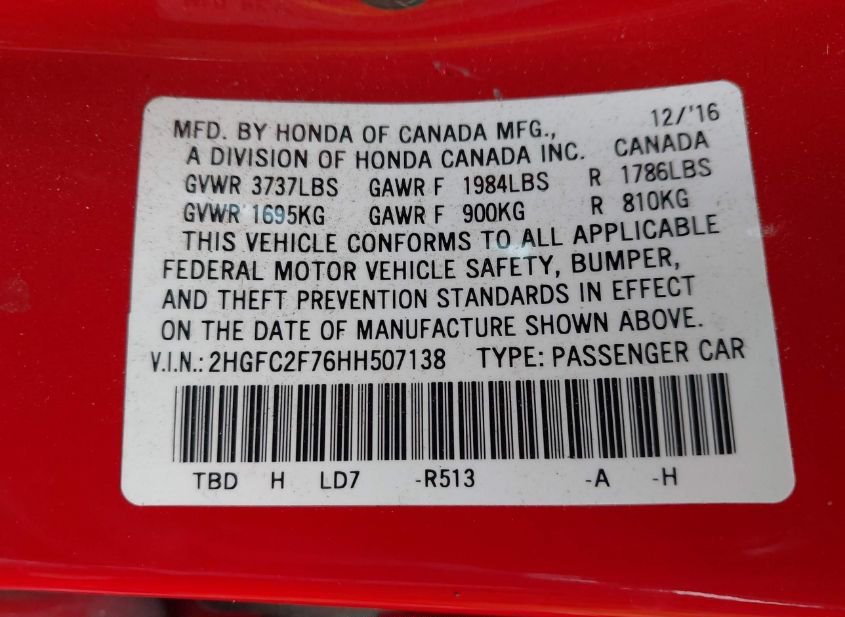 12/'16
MFD. BY HONDA OF CANADA MFG.,
A DIVISION OF HONDA CANADA INC. CANADA
GVWR 3737LBS GAWR F 1984LBS R 1786LBS
GVWR 1695KG GAWR F 900KG R 810KG
THIS VEHICLE CONFORMS TO ALL APPLICABLE
FEDERAL MOTOR VEHICLE SAFETY, BUMPER,
AND THEFT PREVENTION STANDARDS IN EFFECT
ON THE DATE OF MANUFACTURE SHOWN ABOVE.
V.I.N.: 2HGFC2F76HH507138 TYPE: PASSENGER CAR
TBD H LD7 -R513 -A -H